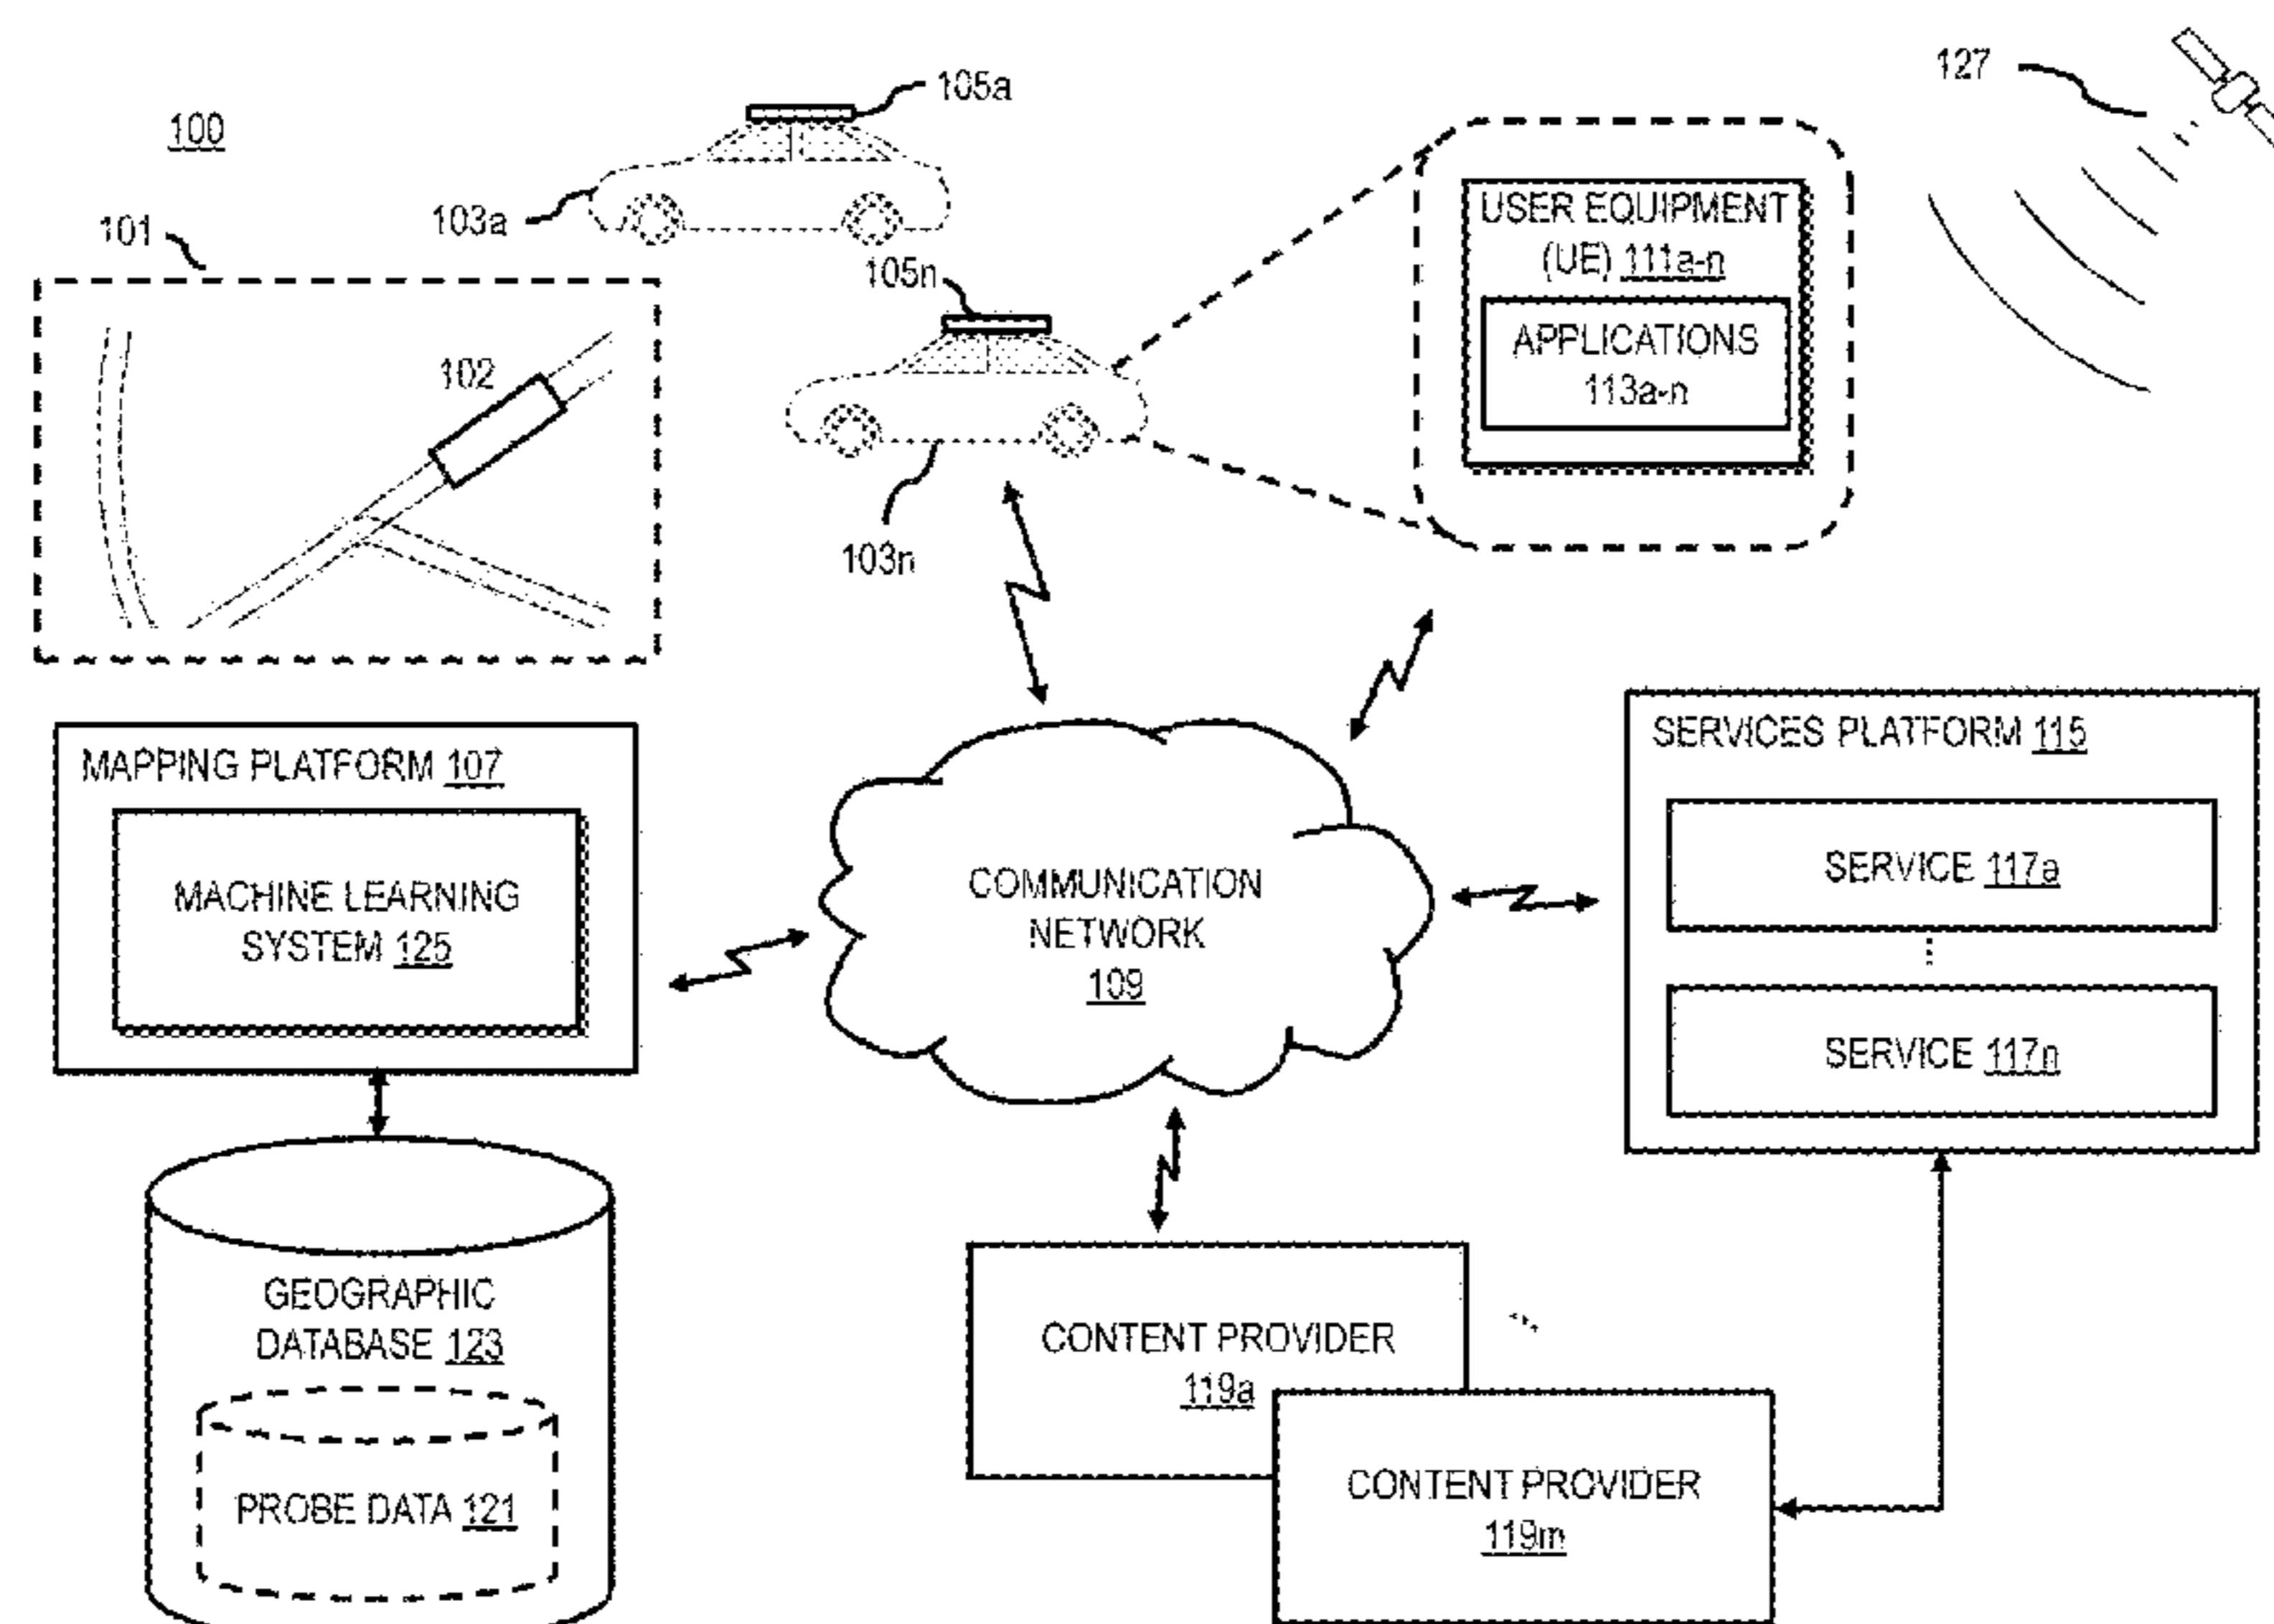 100
105a
127
103a
101
105n
USER EQUIPMENT
(UE) 111a-n
APPLICATIONS
113a-n
102
103n
MAPPING PLATFORM 107
MACHINE LEARNING
SYSTEM 125
COMMUNICATION
NETWORK
109
SERVICES PLATFORM 115
SERVICE 117a
SERVICE 117n
GEOGRAPHIC
DATABASE 123
PROBE DATA 121
CONTENT PROVIDER
119a
CONTENT PROVIDER
119m